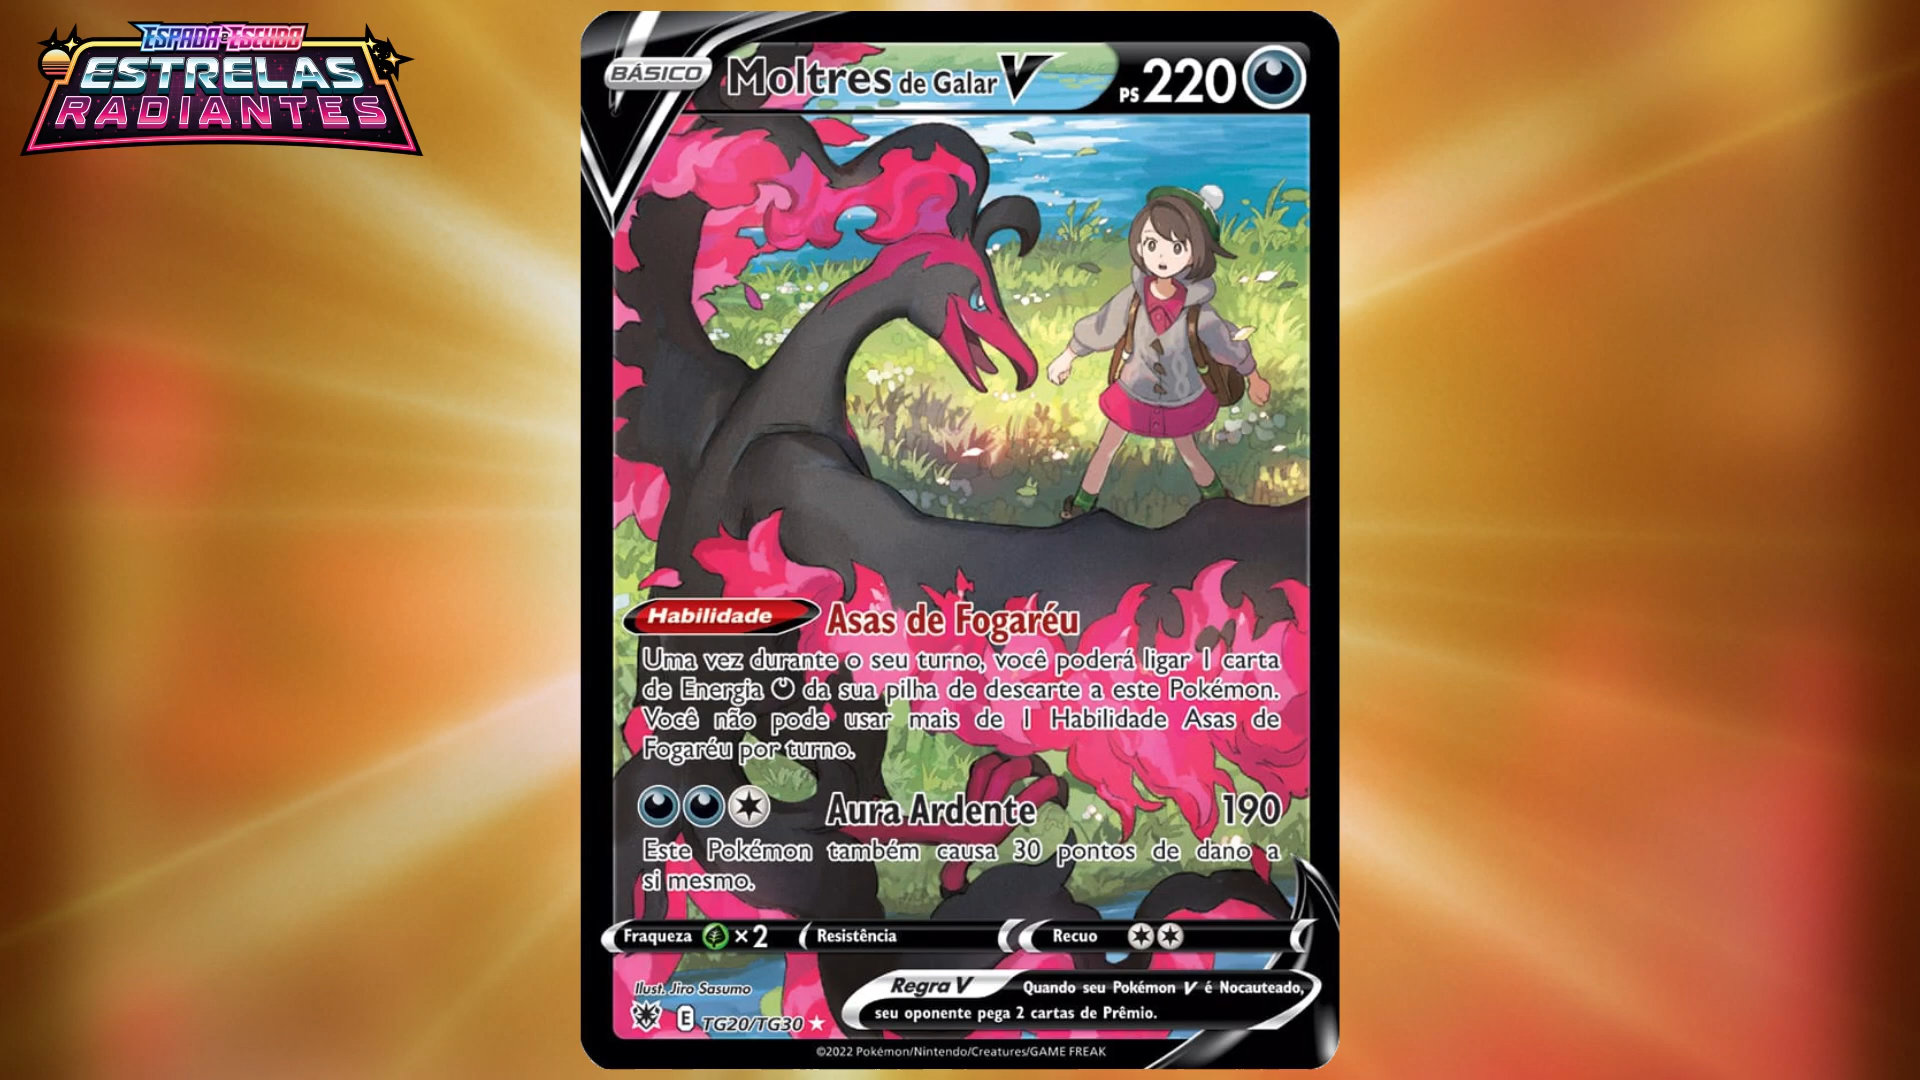 ESPADA E ESCUDO
ESTRELAS
RADIANTES
BÁSICO
Moltres de Galar V
PS 220
Habilidade
Asas de Fogaréu
Uma vez durante o seu turno, você poderá ligar 1 carta
de Energia da sua pilha de descarte a este Pokémon.
Você não pode usar mais de 1 Habilidade Asas de
Fogaréu por turno.
Aura Ardente 190
Este Pokémon também causa 30 pontos de dano a
si mesmo.
Fraqueza ×2 Resistência Recuo
Ilust. Jiro Sasumo
E TG20/TG30
Regra V Quando seu Pokémon V é Nocauteado,
seu oponente pega 2 cartas de Prêmio.
©2022 Pokémon/Nintendo/Creatures/GAME FREAK